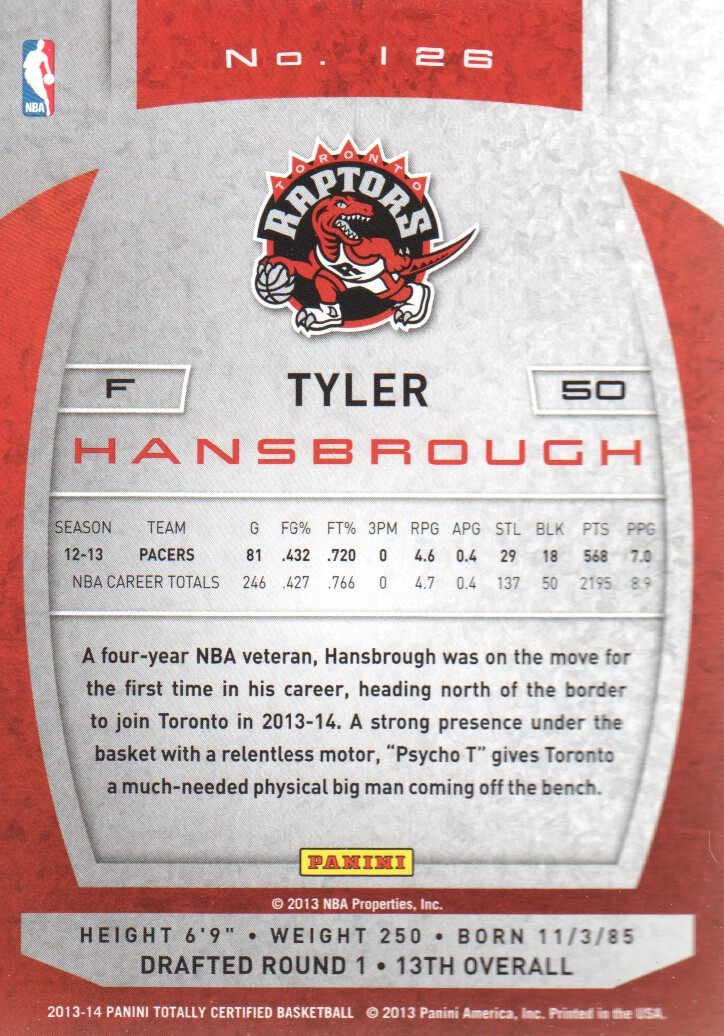 No. 126
NBA
TORONTO
RAPTORS
F
TYLER
50
HANSBROUGH
SEASON TEAM G FG% FT% 3PM RPG APG STL BLK PTS PPG
12-13 PACERS 81 .432 .720 0 4.6 0.4 29 18 568 7.0
NBA CAREER TOTALS 246 .427 .766 0 4.7 0.4 137 50 2195 8.9
A four-year NBA veteran, Hansbrough was on the move for
the first time in his career, heading north of the border
to join Toronto in 2013-14. A strong presence under the
basket with a relentless motor, “Psycho T” gives Toronto
a much-needed physical big man coming off the bench.
PANINI
© 2013 NBA Properties, Inc.
HEIGHT 6'9" • WEIGHT 250 • BORN 11/3/85
DRAFTED ROUND 1 • 13TH OVERALL
2013-14 PANINI TOTALLY CERTIFIED BASKETBALL © 2013 Panini America, Inc. Printed in the USA.